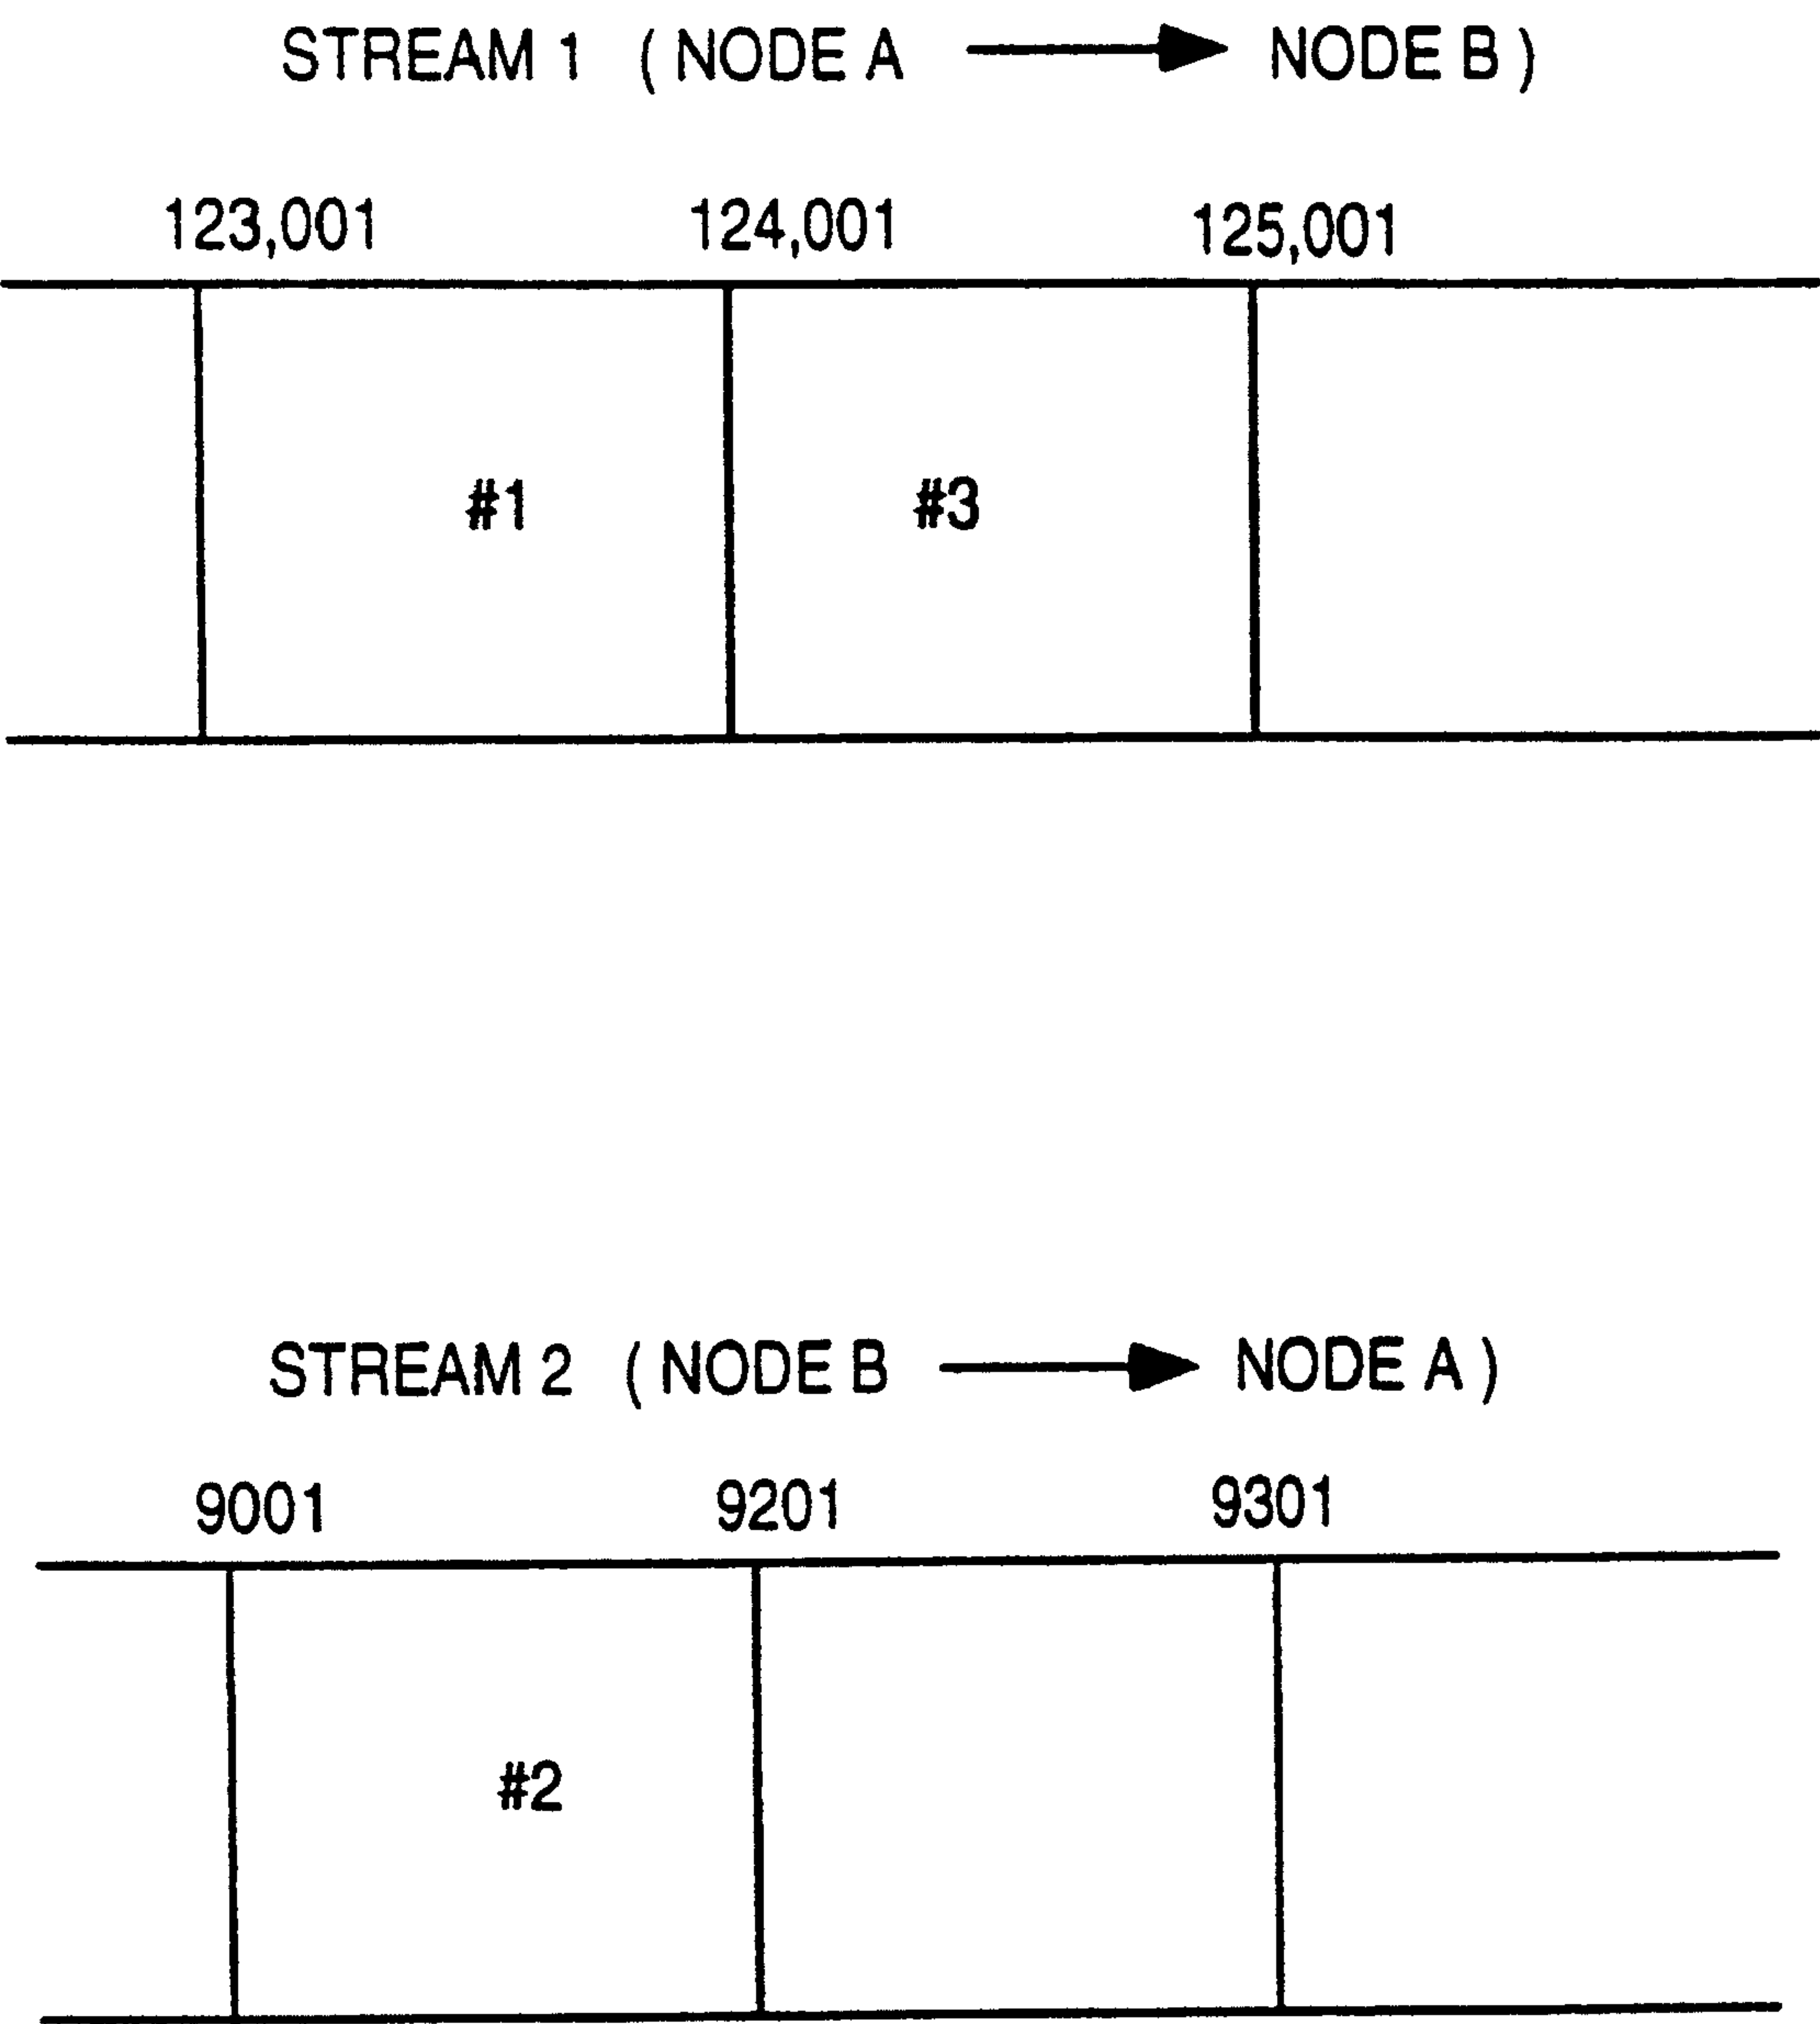 STREAM 1 ( NODE A NODE B )
123,001 124,001 125,001
#1 #3
STREAM 2 ( NODE B NODE A )
9001 9201 9301
#2